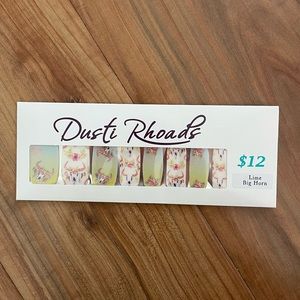 Dusti Rhoads
$12
Lime
Big Horn